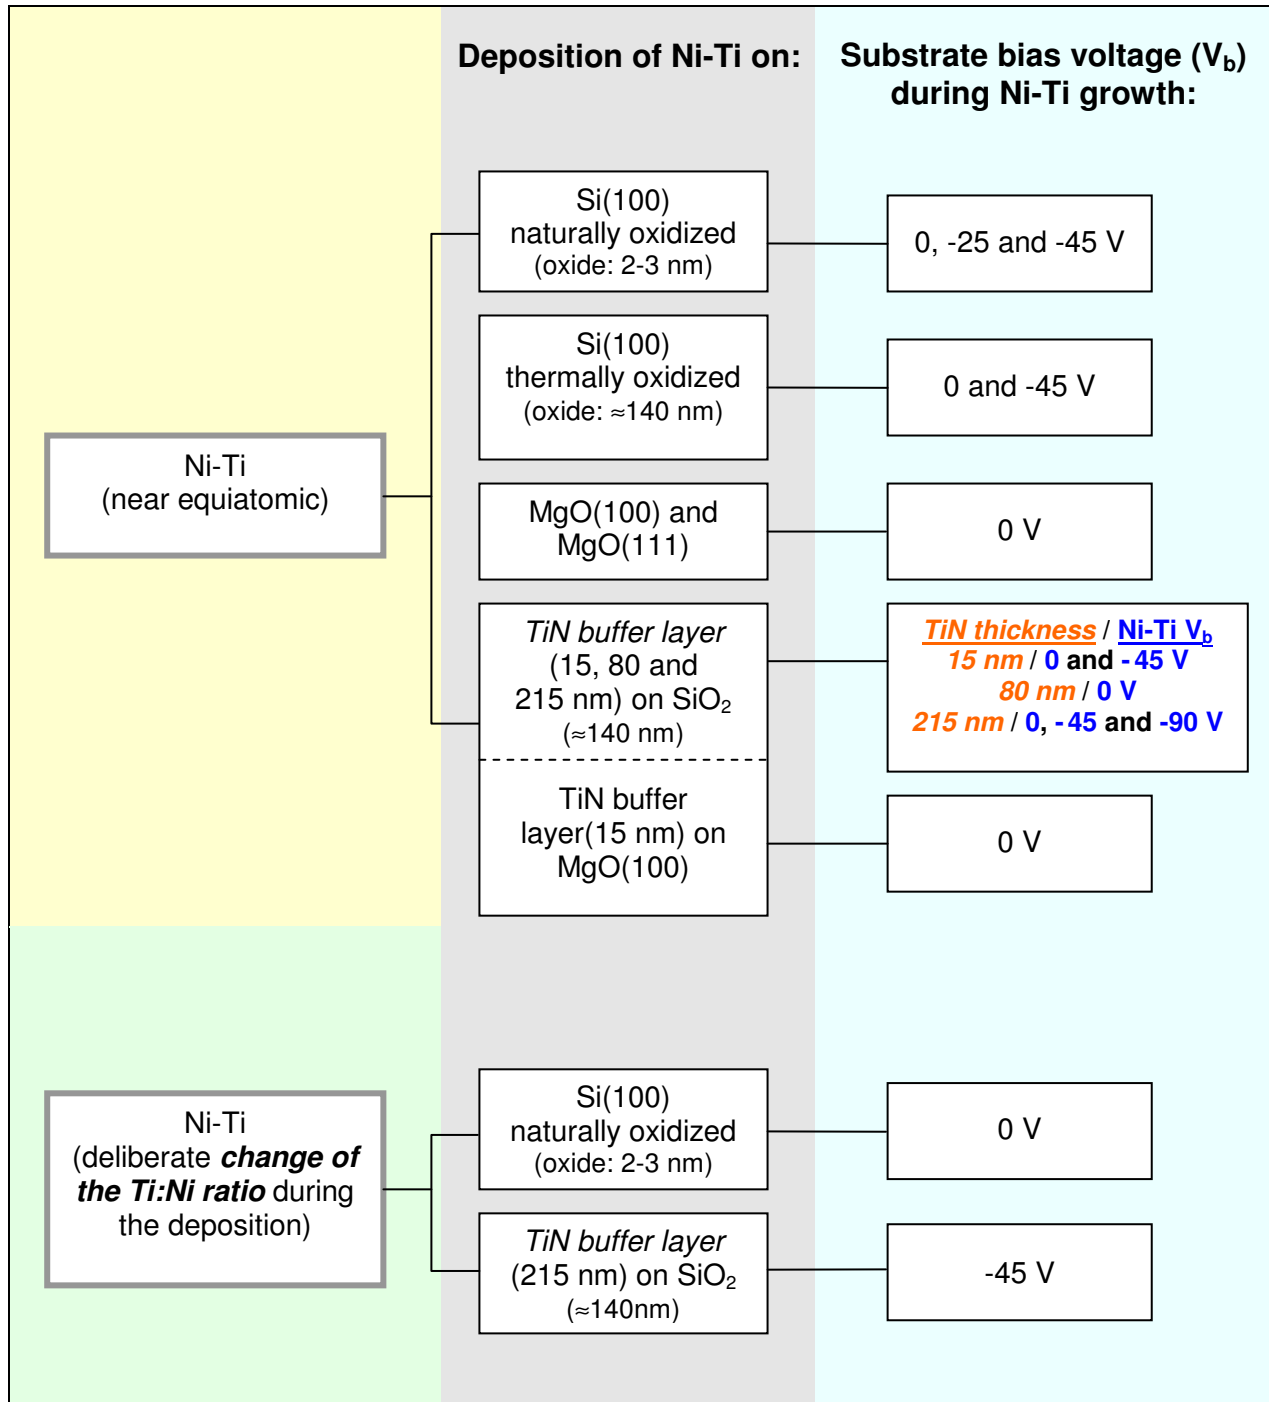 Deposition of Ni-Ti on:
Substrate bias voltage (Vb)
during Ni-Ti growth:
Ni-Ti
(near equiatomic)
Si(100)
naturally oxidized
(oxide: 2-3 nm)
0, -25 and -45 V
Si(100)
thermally oxidized
(oxide: ≈140 nm)
0 and -45 V
MgO(100) and
MgO(111)
0 V
TiN buffer layer
(15, 80 and
215 nm) on SiO2
(≈140 nm)
TiN thickness / Ni-Ti Vb
15 nm / 0 and -45 V
80 nm / 0 V
215 nm / 0, -45 and -90 V
TiN buffer
layer(15 nm) on
MgO(100)
0 V
Ni-Ti
(deliberate change of
the Ti:Ni ratio during
the deposition)
Si(100)
naturally oxidized
(oxide: 2-3 nm)
0 V
TiN buffer layer
(215 nm) on SiO2
(≈140nm)
-45 V